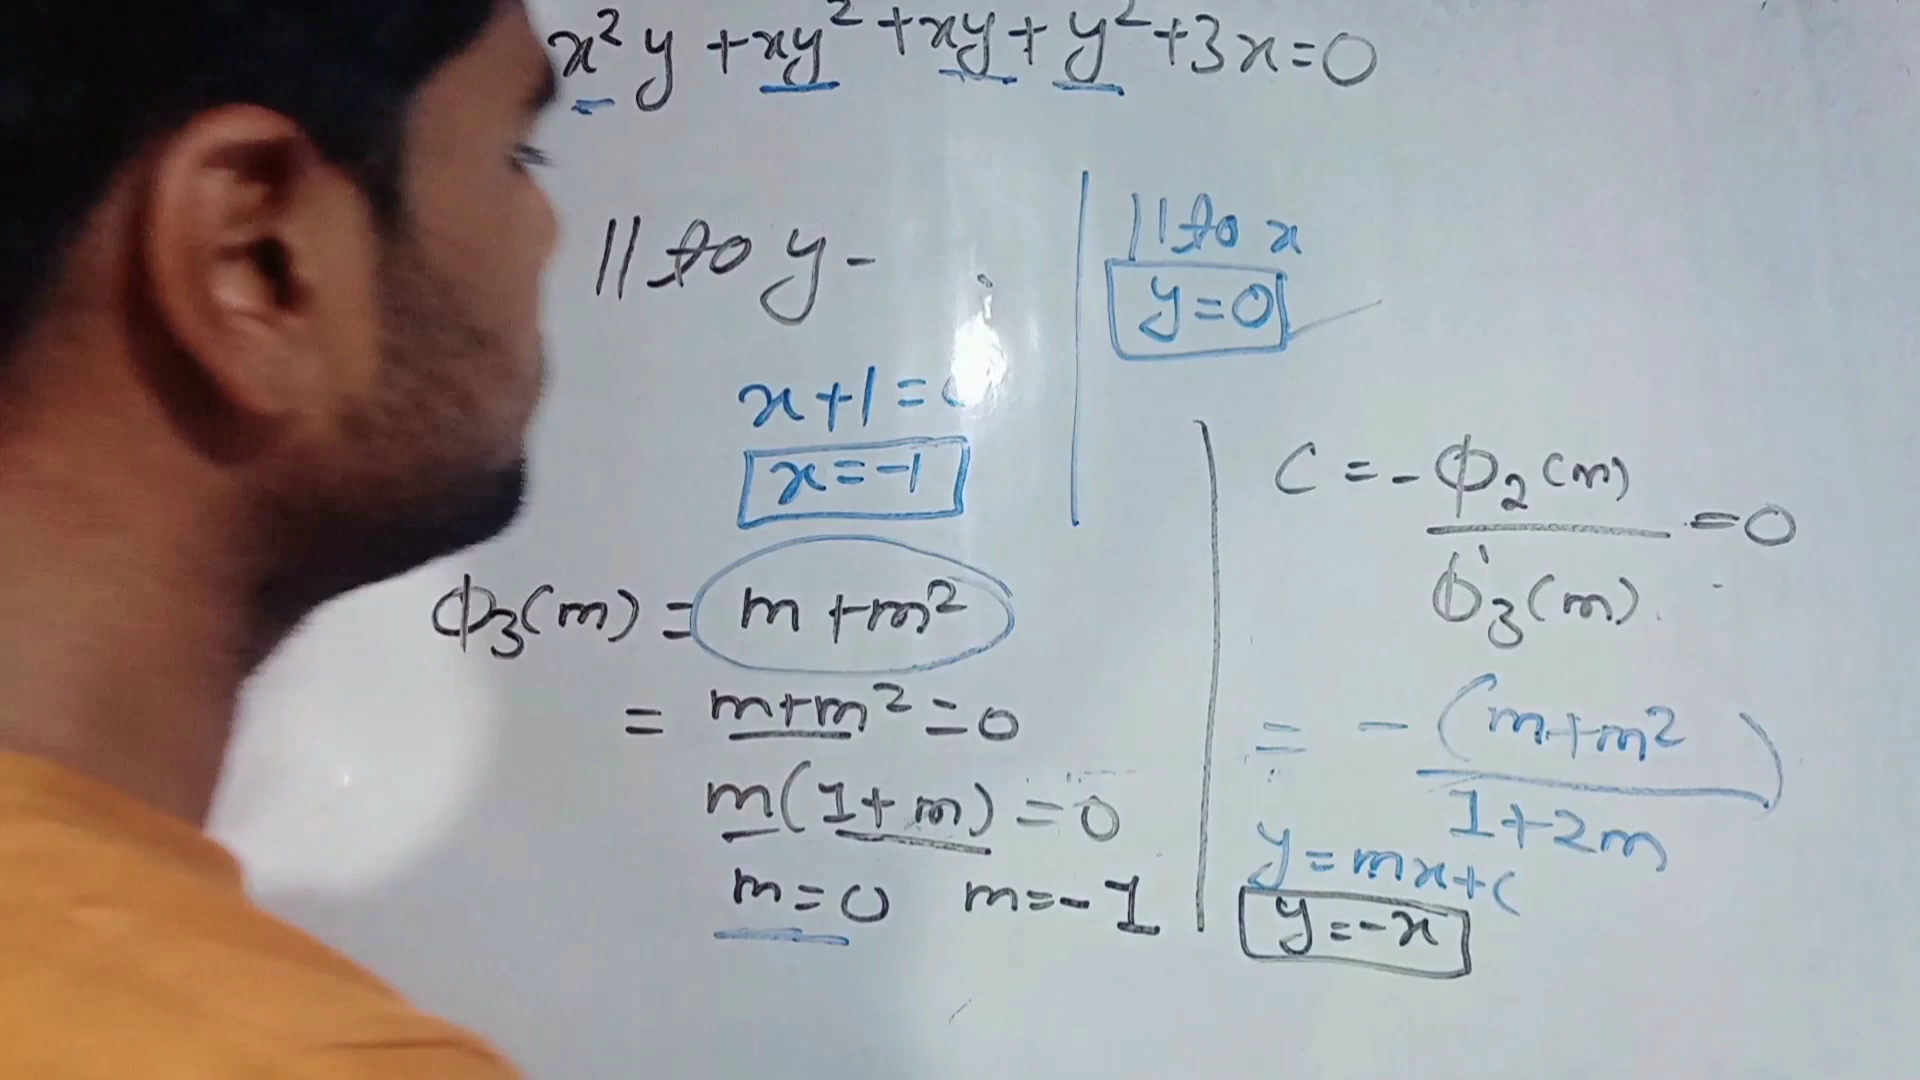 x²y + xy² + xy + y² + 3x = 0
|| to y -
x + 1 =
x = -1
|| to x
y = 0
ϕ₃(m) = m + m²
= m + m² = 0
m(1 + m) = 0
m = 0 m = -1
C = - ϕ₂(m) / ϕ'₃(m) = 0
= - (m + m² / 1 + 2m)
y = mx + c
y = -x